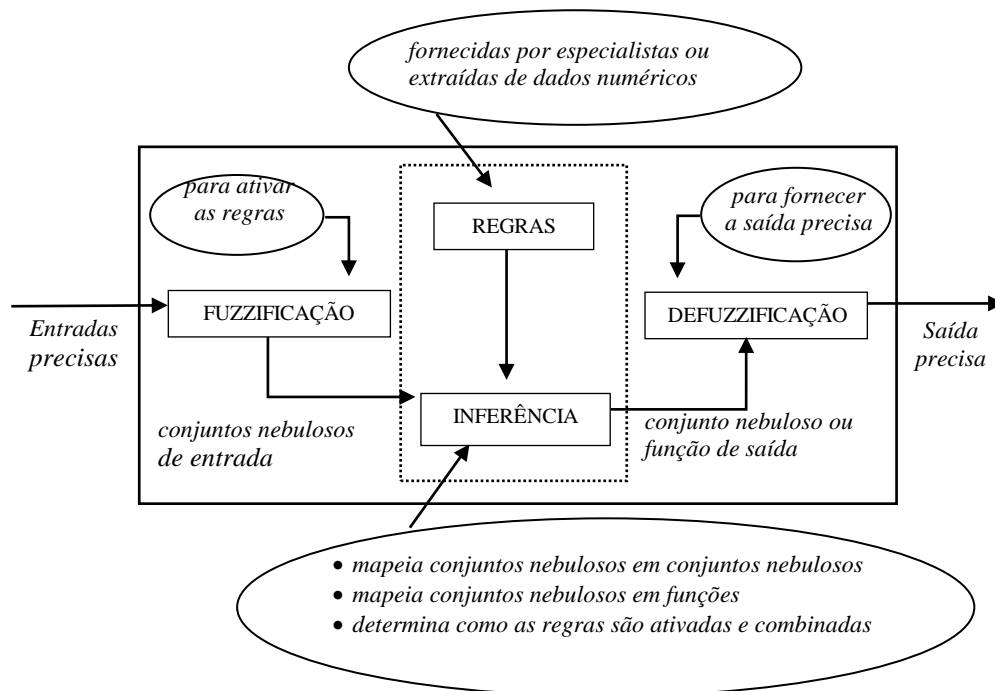 fornecidas por especialistas ou
extraídas de dados numéricos
para ativar
as regras
REGRAS
para fornecer
a saída precisa
FUZZIFICAÇÃO
DEFUZZIFICAÇÃO
Entradas
precisas
Saída
precisa
INFERÊNCIA
conjuntos nebulosos
de entrada
conjunto nebuloso ou
função de saída
• mapeia conjuntos nebulosos em conjuntos nebulosos
• mapeia conjuntos nebulosos em funções
• determina como as regras são ativadas e combinadas